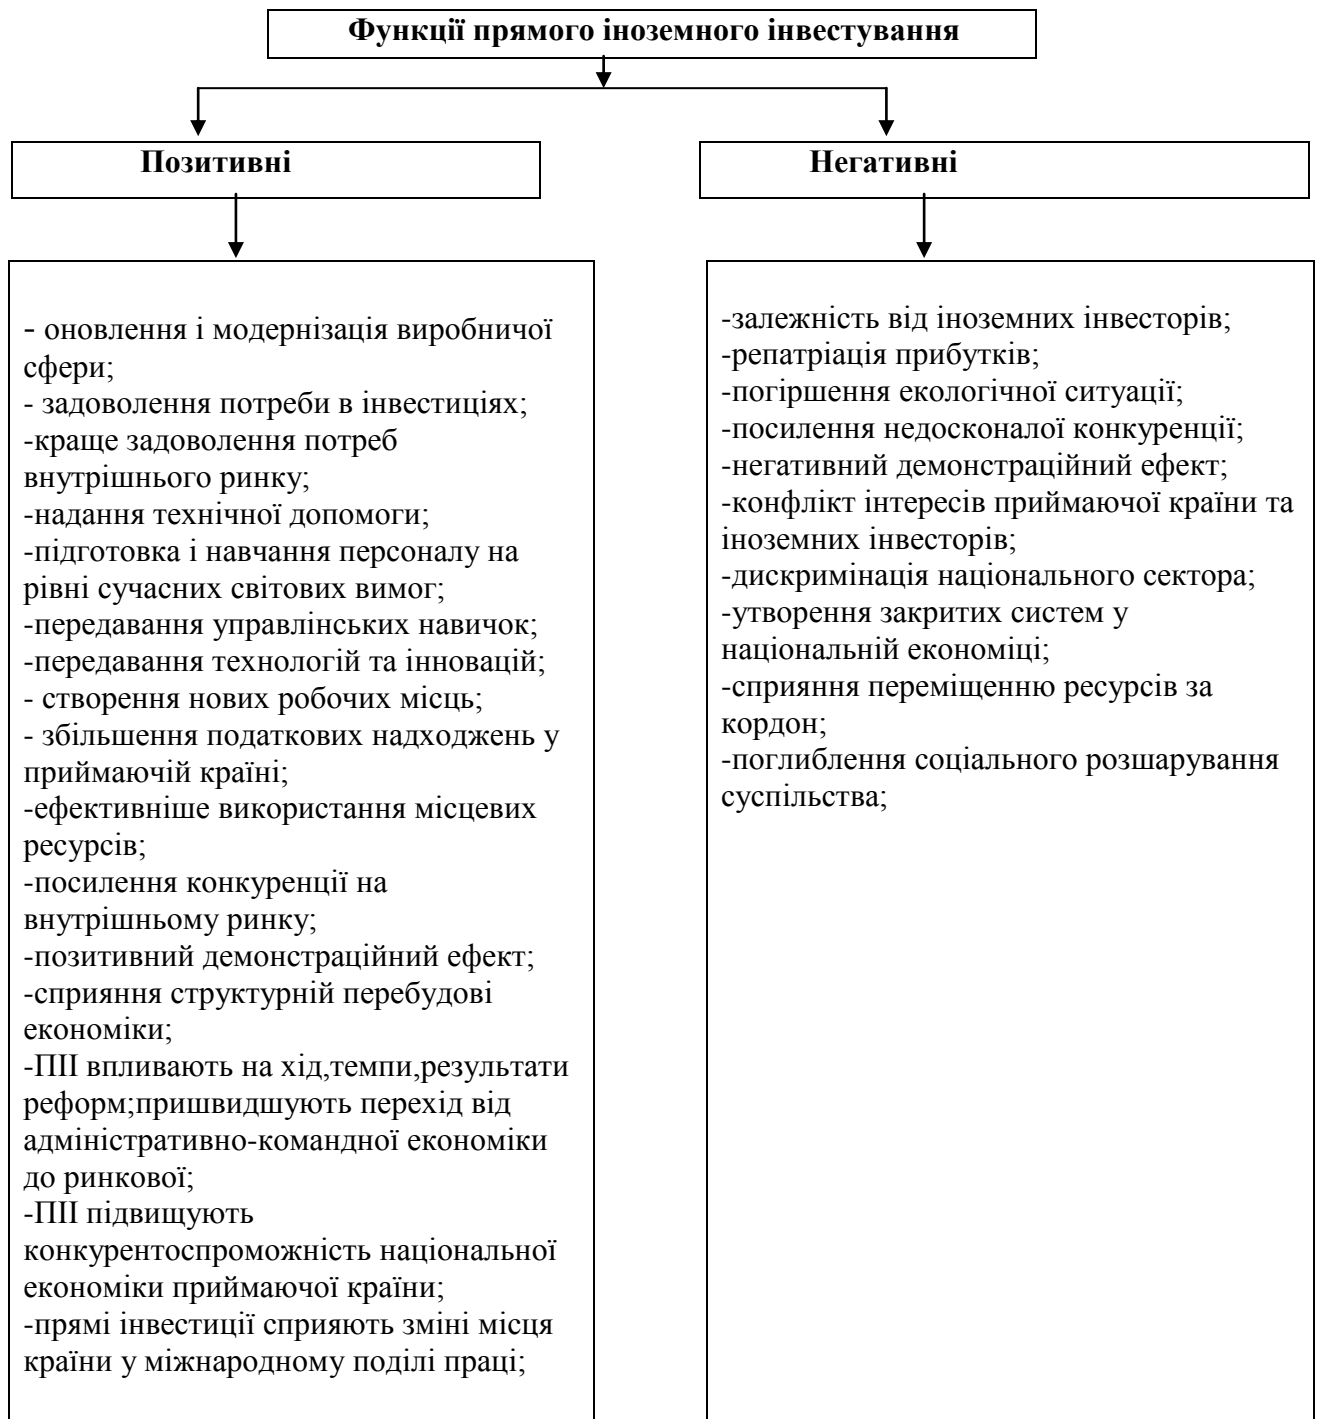 Функції прямого іноземного інвестування
Позитивні
Негативні
- оновлення і модернізація виробничої
сфери;
- задоволення потреби в інвестиціях;
-краще задоволення потреб
внутрішнього ринку;
-надання технічної допомоги;
-підготовка і навчання персоналу на
рівні сучасних світових вимог;
-передавання управлінських навичок;
-передавання технологій та інновацій;
- створення нових робочих місць;
- збільшення податкових надходжень у
приймаючій країні;
-ефективніше використання місцевих
ресурсів;
-посилення конкуренції на
внутрішньому ринку;
-позитивний демонстраційний ефект;
-сприяння структурній перебудові
економіки;
-ПІІ впливають на хід,темпи,результати
реформ;пришвидшують перехід від
адміністративно-командної економіки
до ринкової;
-ПІІ підвищують
конкурентоспроможність національної
економіки приймаючої країни;
-прямі інвестиції сприяють зміні місця
країни у міжнародному поділі праці;
-залежність від іноземних інвесторів;
-репатріація прибутків;
-погіршення екологічної ситуації;
-посилення недосконалої конкуренції;
-негативний демонстраційний ефект;
-конфлікт інтересів приймаючої країни та
іноземних інвесторів;
-дискримінація національного сектора;
-утворення закритих систем у
національній економіці;
-сприяння переміщенню ресурсів за
кордон;
-поглиблення соціального розшарування
суспільства;